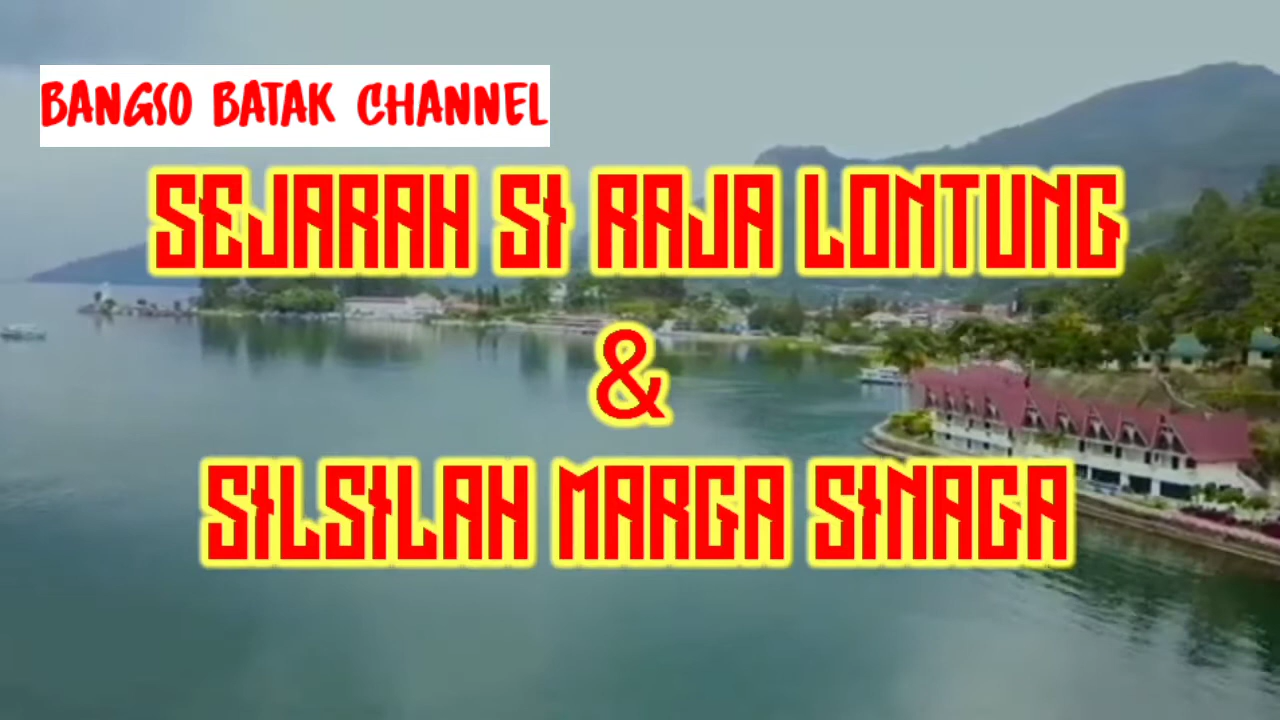 BANGSO BATAK CHANNEL
SEJARAH SI RAJA LONTUNG
&
SILSILAH MARGA SINAGA